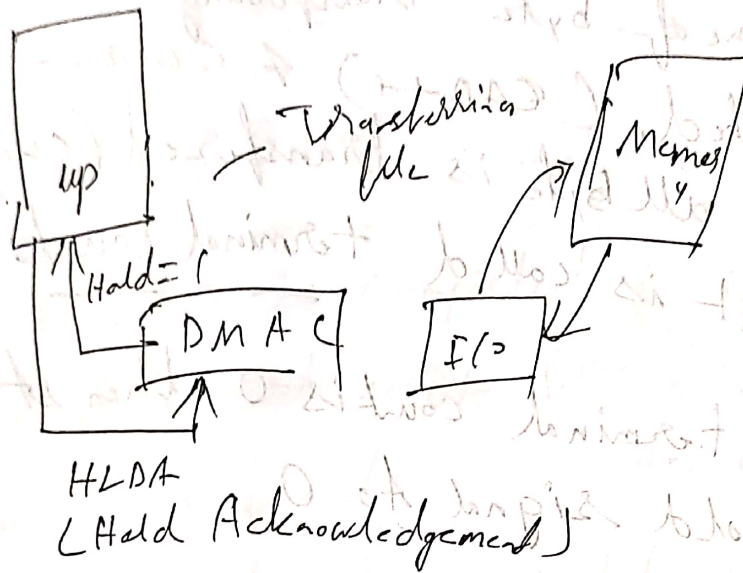 Transferring
file
up
Memory
Hold = 1
DMAC
I/O
HLDA
(Hold Acknowledgement)